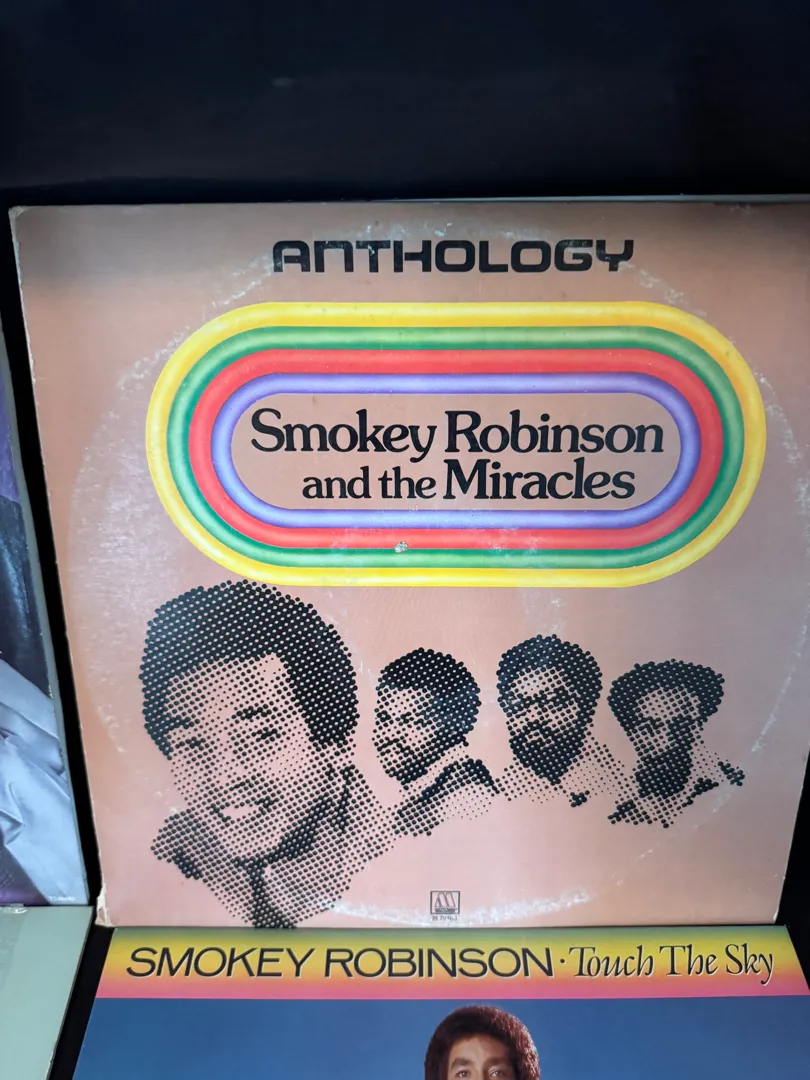 ANTHOLOGY
Smokey Robinson
and the Miracles
SMOKEY ROBINSON · Touch The Sky